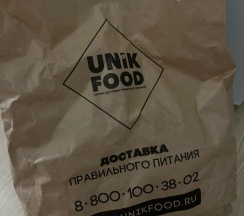 UNiK
FOOD
ДОСТАВКА
ПРАВИЛЬНОГО ПИТАНИЯ
8-800-100-38-02
UNIKFOOD.RU